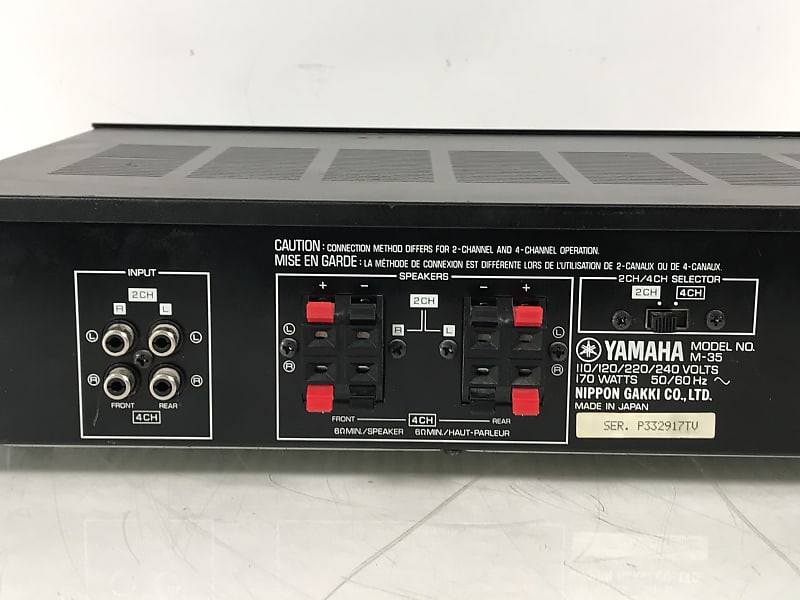 CAUTION : CONNECTION METHOD DIFFERS FOR 2-CHANNEL AND 4-CHANNEL OPERATION.
MISE EN GARDE : LA MÉTHODE DE CONNEXION EST DIFFÉRENTE LORS DE L'UTILISATION DE 2-CANAUX OU DE 4-CANAUX.
INPUT
2CH
R L
L L
R R
FRONT REAR
4CH
SPEAKERS
+ − − +
2CH
R L
L L
R R
FRONT 4CH REAR
6ΩMIN./SPEAKER 6ΩMIN./HAUT-PARLEUR
2CH/4CH SELECTOR
2CH 4CH
YAMAHA MODEL NO. M-35
110/120/220/240 VOLTS
170 WATTS 50/60 Hz ~
NIPPON GAKKI CO., LTD.
MADE IN JAPAN
SER. P332917TV